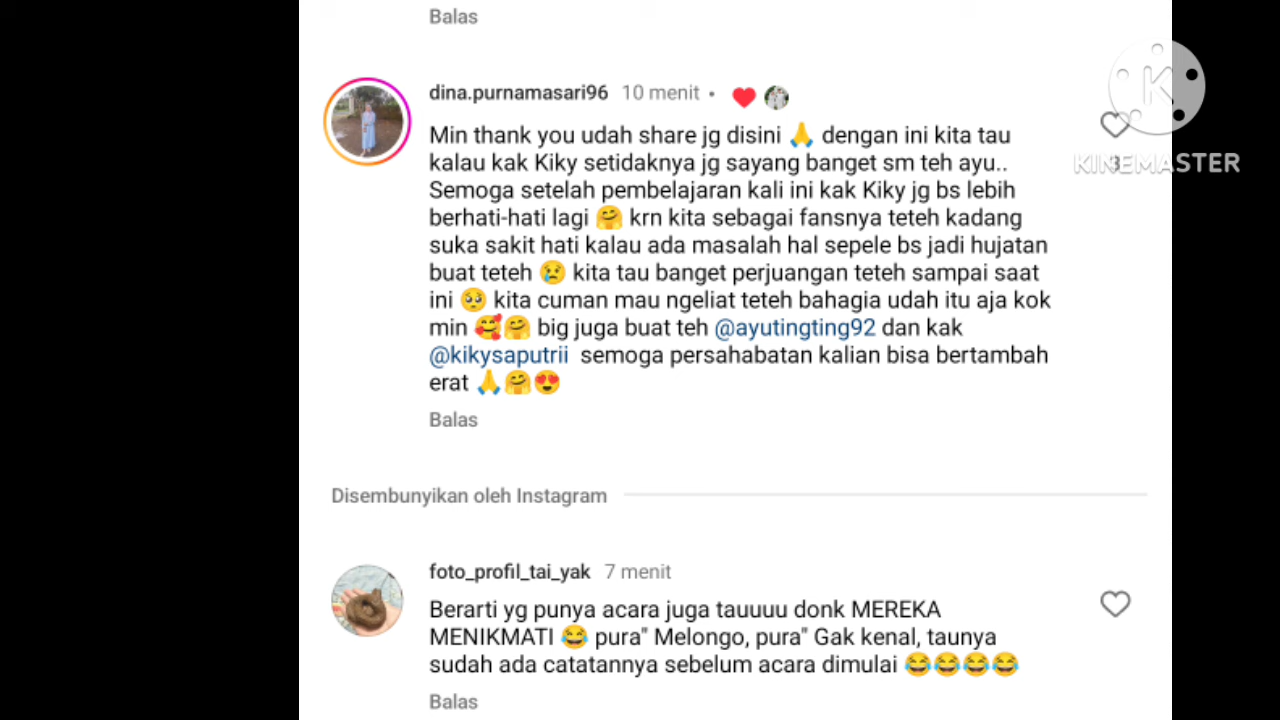 Balas
dina.purnamasari96 10 menit •
Min thank you udah share jg disini 🙏 dengan ini kita tau
kalau kak Kiky setidaknya jg sayang banget sm teh ayu..
Semoga setelah pembelajaran kali ini kak Kiky jg bs lebih
berhati-hati lagi 🤗 krn kita sebagai fansnya teteh kadang
suka sakit hati kalau ada masalah hal sepele bs jadi hujatan
buat teteh 😢 kita tau banget perjuangan teteh sampai saat
ini 🥺 kita cuman mau ngeliat teteh bahagia udah itu aja kok
min 🥰🤗 big juga buat teh @ayutingting92 dan kak
@kikysaputrii semoga persahabatan kalian bisa bertambah
erat 🙏🤗😍
Balas
3
KINEMASTER
Disembunyikan oleh Instagram
foto_profil_tai_yak 7 menit
Berarti yg punya acara juga tauuuu donk MEREKA
MENIKMATI 😂 pura" Melongo, pura" Gak kenal, taunya
sudah ada catatannya sebelum acara dimulai 😂😂😂😂
Balas